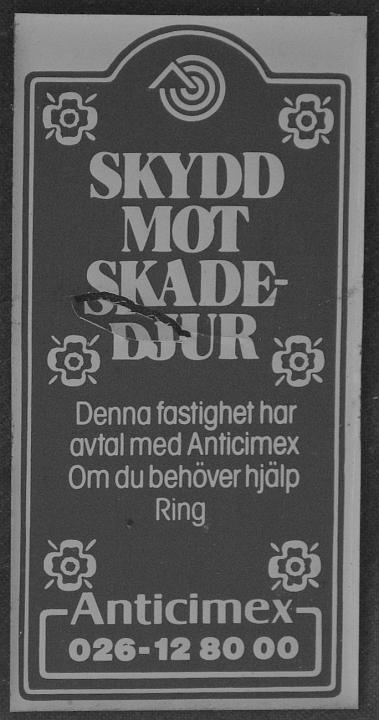 SKYDD
MOT
SKADE-
DJUR
Denna fastighet har
avtal med Anticimex
Om du behöver hjälp
Ring
Anticimex
026-12 80 00